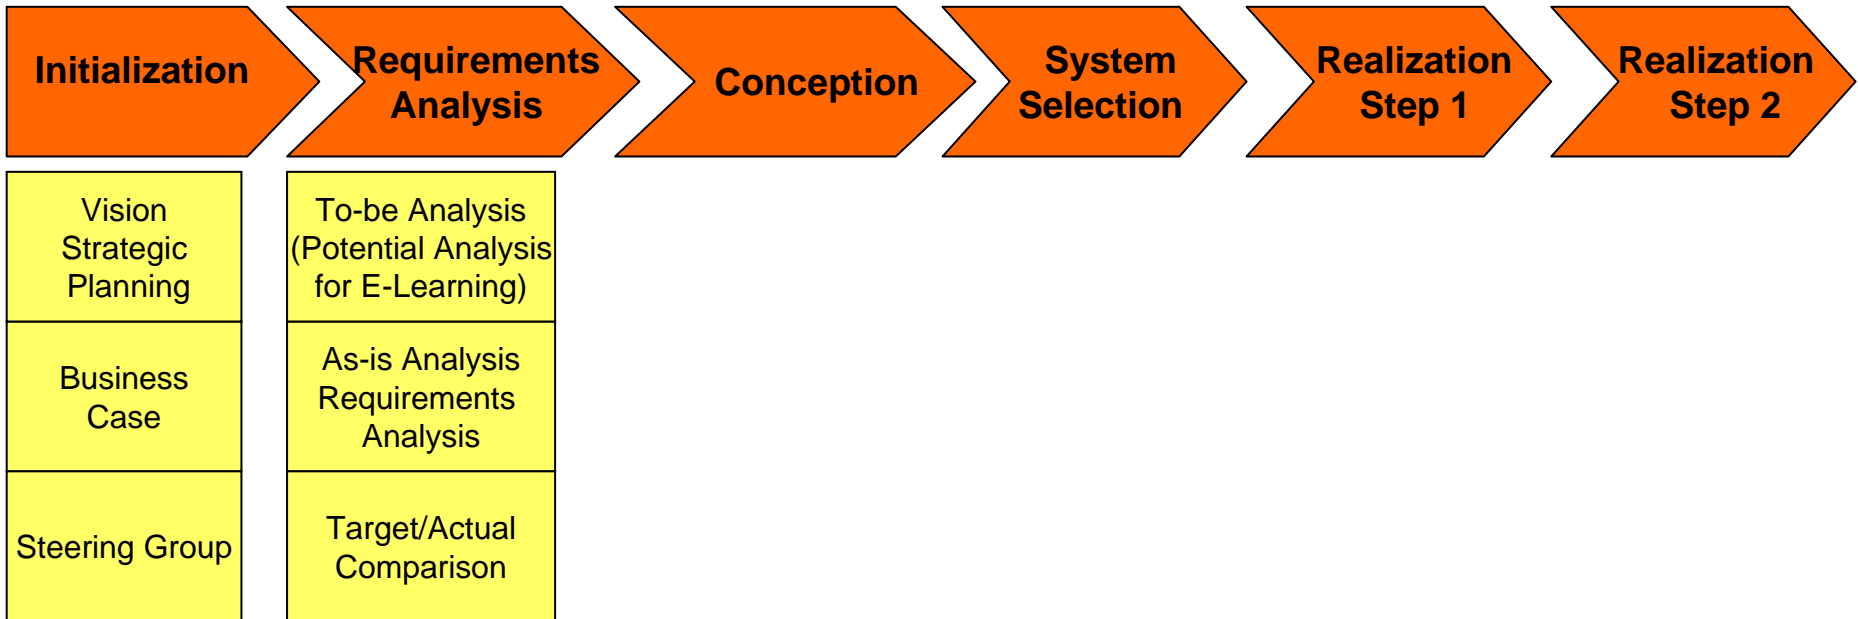 Initialization
Requirements
Analysis
Conception
System
Selection
Realization
Step 1
Realization
Step 2
Vision
Strategic
Planning
Business
Case
Steering Group
To-be Analysis
(Potential Analysis
for E-Learning)
As-is Analysis
Requirements
Analysis
Target/Actual
Comparison